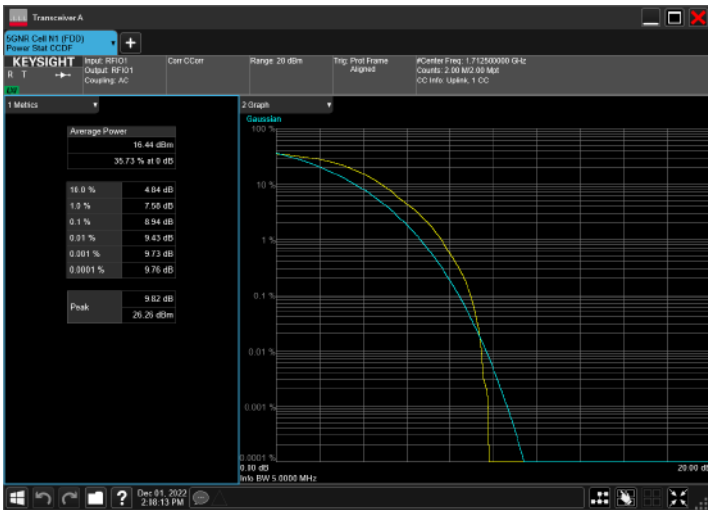 Transceiver A
5GNR Cell N1 (FDD)
Power Stat CCDF
KEYSIGHT
R T
Input: RFIO1
Output: RFIO1
Coupling: AC
Corr CCorr
Range: 20 dBm
Trig: Prot Frame
Aligned
#Center Freq: 1.712500000 GHz
Counts: 2.00 M/2.00 Mpt
CC Info: Uplink, 1 CC
1 Metrics
Average Power
16.44 dBm
35.73 % at 0 dB
10.0 % 4.84 dB
1.0 % 7.56 dB
0.1 % 8.94 dB
0.01 % 9.43 dB
0.001 % 9.73 dB
0.0001 % 9.76 dB
Peak
9.82 dB
26.26 dBm
2 Graph
Gaussian
100 %
10 %
1 %
0.1 %
0.01 %
0.001 %
0.0001 %
0.00 dB
20.00 dB
Info BW 5.0000 MHz
Dec 01, 2022
2:18:13 PM